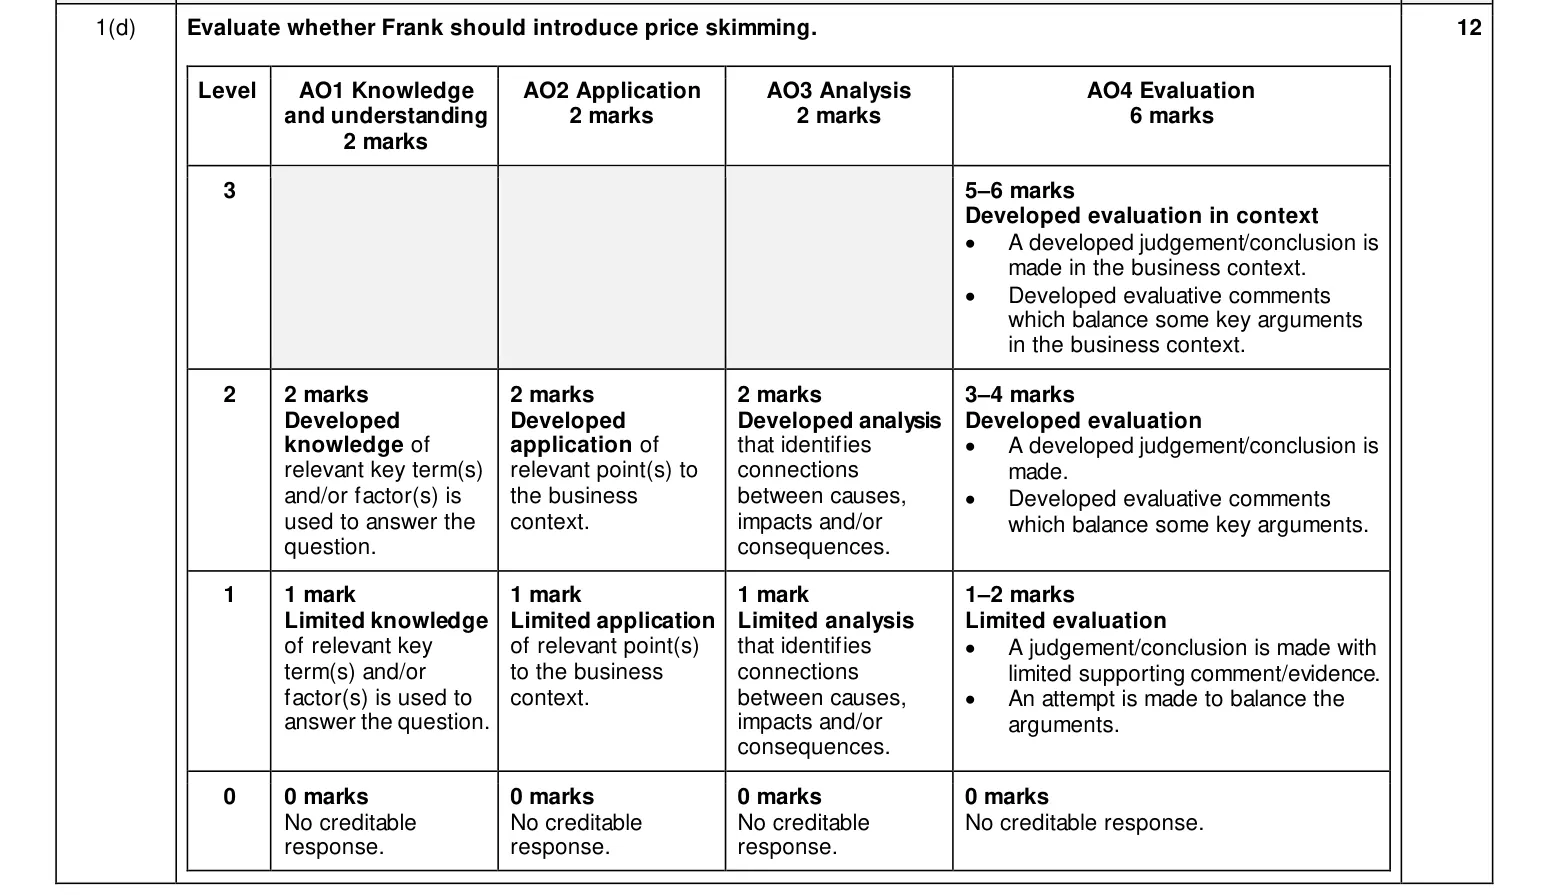 1(d)
Evaluate whether Frank should introduce price skimming.
12
Level
AO1 Knowledge
and understanding
2 marks
AO2 Application
2 marks
AO3 Analysis
2 marks
AO4 Evaluation
6 marks
3
5–6 marks
Developed evaluation in context
• A developed judgement/conclusion is
made in the business context.
• Developed evaluative comments
which balance some key arguments
in the business context.
2
2 marks
Developed
knowledge of
relevant key term(s)
and/or factor(s) is
used to answer the
question.
2 marks
Developed
application of
relevant point(s) to
the business
context.
2 marks
Developed analysis
that identifies
connections
between causes,
impacts and/or
consequences.
3–4 marks
Developed evaluation
• A developed judgement/conclusion is
made.
• Developed evaluative comments
which balance some key arguments.
1
1 mark
Limited knowledge
of relevant key
term(s) and/or
factor(s) is used to
answer the question.
1 mark
Limited application
of relevant point(s)
to the business
context.
1 mark
Limited analysis
that identifies
connections
between causes,
impacts and/or
consequences.
1–2 marks
Limited evaluation
• A judgement/conclusion is made with
limited supporting comment/evidence.
• An attempt is made to balance the
arguments.
0
0 marks
No creditable
response.
0 marks
No creditable
response.
0 marks
No creditable
response.
0 marks
No creditable response.